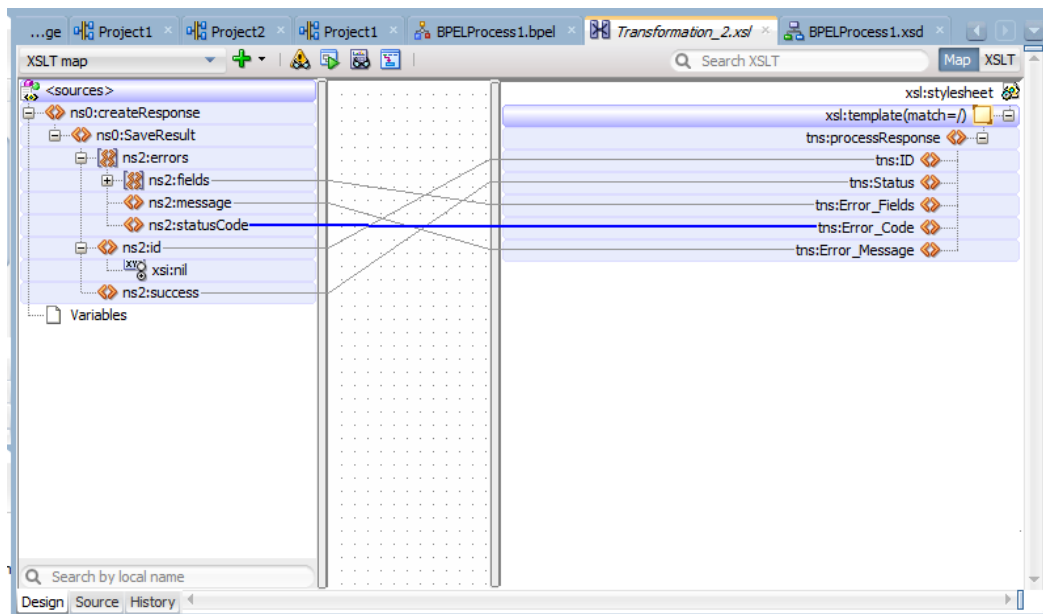 ...ge Project1 Project2 Project1 BPELProcess1.bpel Transformation_2.xsl BPELProcess1.xsd
XSLT map Search XSLT Map XSLT
<sources> xsl:stylesheet
ns0:createResponse xsl:template(match=/)
ns0:SaveResult tns:processResponse
ns2:errors tns:ID
ns2:fields tns:Status
ns2:message tns:Error_Fields
ns2:statusCode tns:Error_Code
ns2:id tns:Error_Message
xsi:nil
ns2:success
Variables
Search by local name
Design Source History